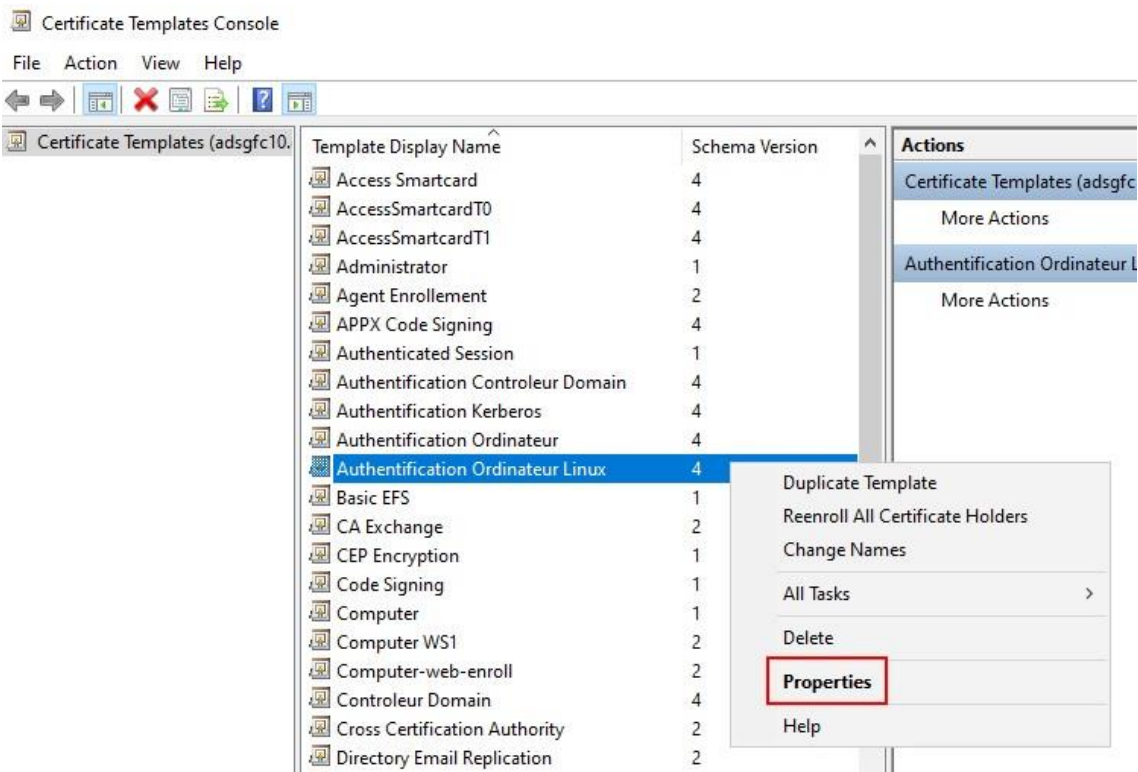 Certificate Templates Console
File Action View Help
Certificate Templates (adsgfc10.
Template Display Name Schema Version
Access Smartcard 4
AccessSmartcardT0 4
AccessSmartcardT1 4
Administrator 1
Agent Enrollement 2
APPX Code Signing 4
Authenticated Session 1
Authentification Controleur Domain 4
Authentification Kerberos 4
Authentification Ordinateur 4
Authentification Ordinateur Linux 4
Basic EFS 1
CA Exchange 2
CEP Encryption 1
Code Signing 1
Computer 1
Computer WS1 2
Computer-web-enroll 2
Controleur Domain 4
Cross Certification Authority 2
Directory Email Replication 2
Actions
Certificate Templates (adsgfc
More Actions
Authentification Ordinateur L
More Actions
Duplicate Template
Reenroll All Certificate Holders
Change Names
All Tasks
Delete
Properties
Help